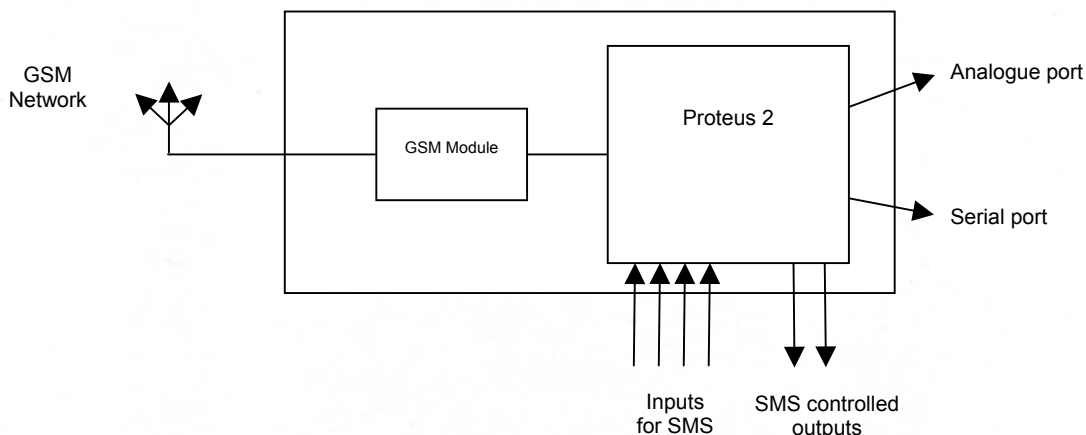 GSM
Network
GSM Module
Proteus 2
Analogue port
Serial port
Inputs
for SMS
SMS controlled
outputs